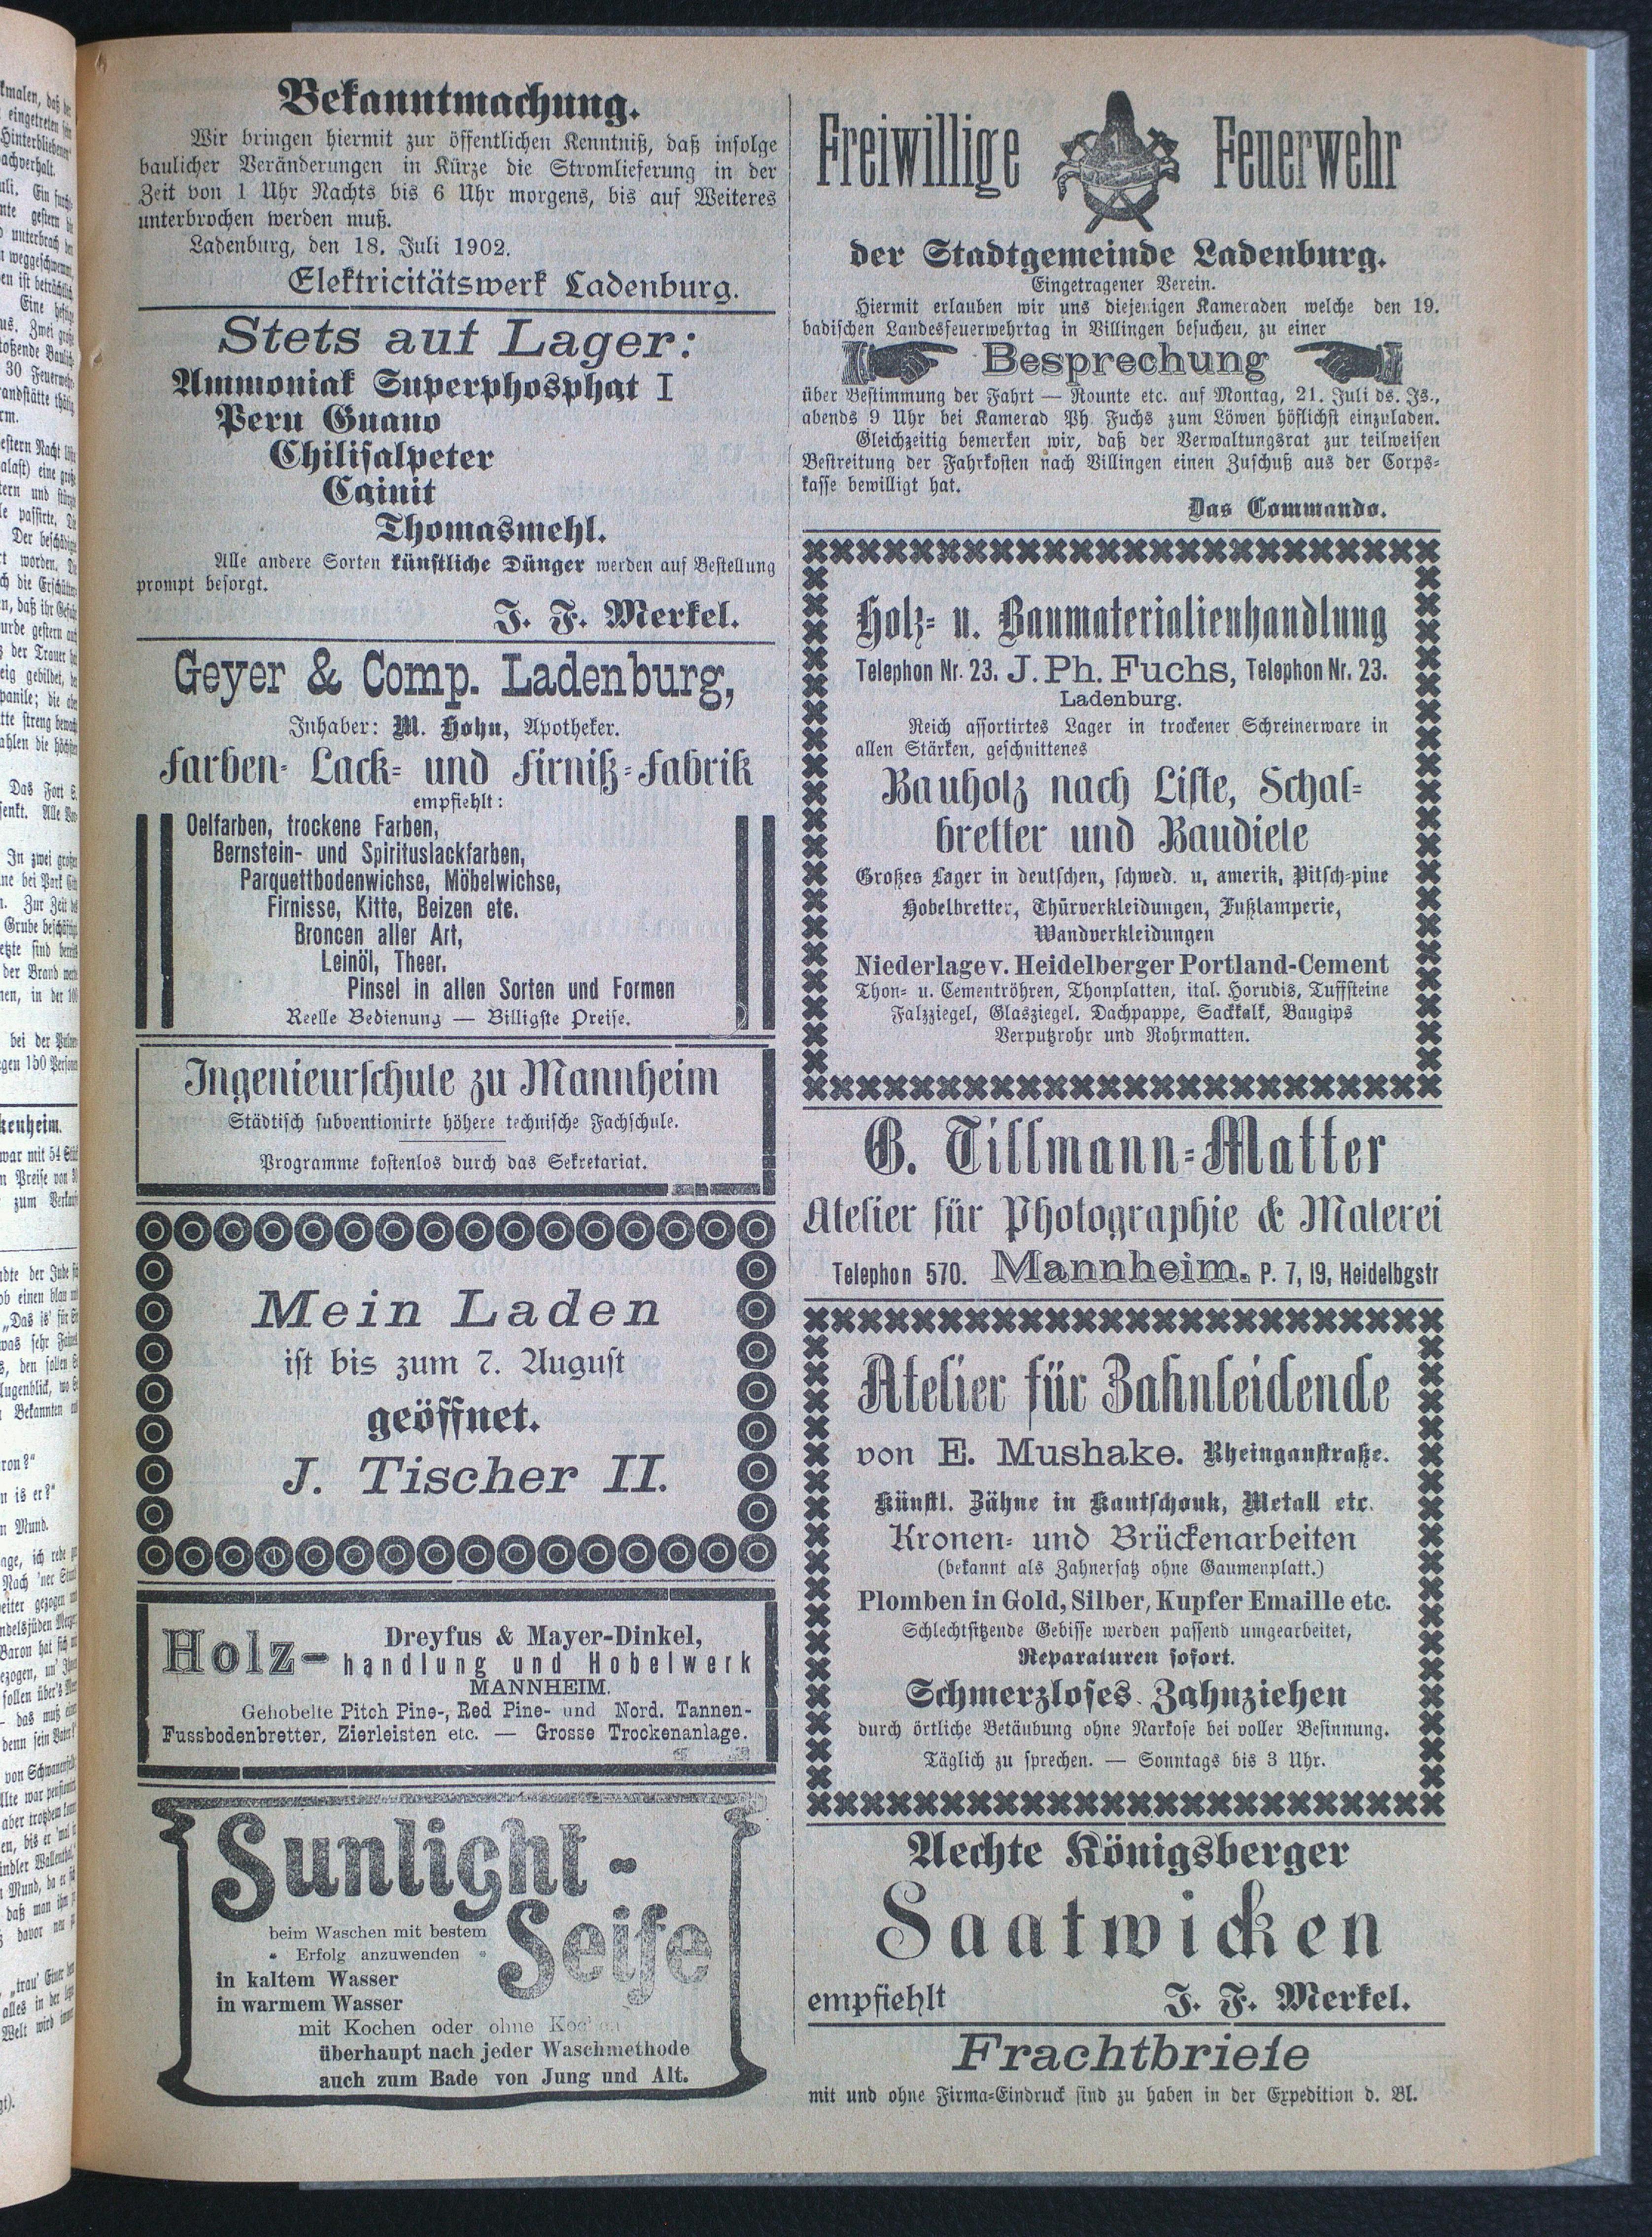 Bekanntmachung.
Wir bringen hiermit zur öffentlichen Kenntniß, daß infolge
baulicher Veränderungen in Kürze die Stromlieferung in der
Zeit von 1 Uhr Nachts bis 6 Uhr morgens, bis auf Weiteres
unterbrochen werden muß.
Ladenburg, den 18. Juli 1902.
Elektricitätswerk Ladenburg.
Stets auf Lager:
Ammoniak Superphosphat I
Peru Guano
Chilisalpeter
Cainit
Thomasmehl.
Alle andere Sorten künstliche Dünger werden auf Bestellung
prompt besorgt.
J. F. Merkel.
Geyer & Comp. Ladenburg,
Inhaber: M. Hohn, Apotheker.
Farben- Lack- und Firniß-Fabrik
empfiehlt:
Oelfarben, trockene Farben,
Bernstein- und Spirituslackfarben,
Parquettbodenwichse, Möbelwichse,
Firnisse, Kitte, Beizen etc.
Broncen aller Art,
Leinöl, Theer.
Pinsel in allen Sorten und Formen
Reelle Bedienung — Billigste Preise.
Ingenieurschule zu Mannheim
Städtisch subventionirte höhere technische Fachschule.
Programme kostenlos durch das Sekretariat.
Mein Laden
ist bis zum 7. August
geöffnet.
J. Tischer II.
Dreyfus & Mayer-Dinkel,
Holz-handlung und Hobelwerk
MANNHEIM.
Gehobelte Pitch Pine-, Red Pine- und Nord. Tannen-
Fussbodenbretter, Zierleisten etc. — Grosse Trockenanlage.
Sunlight-
Seife
beim Waschen mit bestem
* Erfolg anzuwenden *
in kaltem Wasser
in warmem Wasser
mit Kochen oder ohne Kochen
überhaupt nach jeder Waschmethode
auch zum Bade von Jung und Alt.
Freiwillige Feuerwehr
der Stadtgemeinde Ladenburg.
Eingetragener Verein.
Hiermit erlauben wir uns diejenigen Kameraden welche den 19.
badischen Landesfeuerwehrtag in Villingen besuchen, zu einer
Besprechung
über Bestimmung der Fahrt — Rounte etc. auf Montag, 21. Juli ds. Js.,
abends 9 Uhr bei Kamerad Ph. Fuchs zum Löwen höflichst einzuladen.
Gleichzeitig bemerken wir, daß der Verwaltungsrat zur teilweisen
Bestreitung der Fahrkosten nach Villingen einen Zuschuß aus der Corps-
kasse bewilligt hat.
Das Commando.
Holz- u. Baumaterialienhandlung
Telephon Nr. 23. J. Ph. Fuchs, Telephon Nr. 23.
Ladenburg.
Reich assortirtes Lager in trockener Schreinerware in
allen Stärken, geschnittenes
Bauholz nach Liste, Schal-
bretter und Baudiele
Großes Lager in deutschen, schwed. u, amerik, Pitsch-pine
Hobelbretter, Thürverkleidungen, Fußlamperie,
Wandverkleidungen
Niederlage v. Heidelberger Portland-Cement
Thon- u. Cementröhren, Thonplatten, ital. Horudis, Tuffsteine
Falzziegel, Glasziegel, Dachpappe, Sackkalk, Baugips
Verputzrohr und Rohrmatten.
G. Tillmann-Matter
Atelier für Photographie & Malerei
Telephon 570. Mannheim. P. 7, 19, Heidelbgstr
Atelier für Zahnleidende
von E. Mushake. Rheingaustraße.
Künstl. Zähne in Kautschouk, Metall etc.
Kronen- und Brückenarbeiten
(bekannt als Zahnersatz ohne Gaumenplatt.)
Plomben in Gold, Silber, Kupfer Emaille etc.
Schlechtsitzende Gebisse werden passend umgearbeitet,
Reparaturen sofort.
Schmerzloses Zahnziehen
durch örtliche Betäubung ohne Narkose bei voller Besinnung.
Täglich zu sprechen. — Sonntags bis 3 Uhr.
Aechte Königsberger
Saatwicken
empfiehlt J. F. Merkel.
Frachtbriefe
mit und ohne Firma-Eindruck sind zu haben in der Expedition d. Bl.